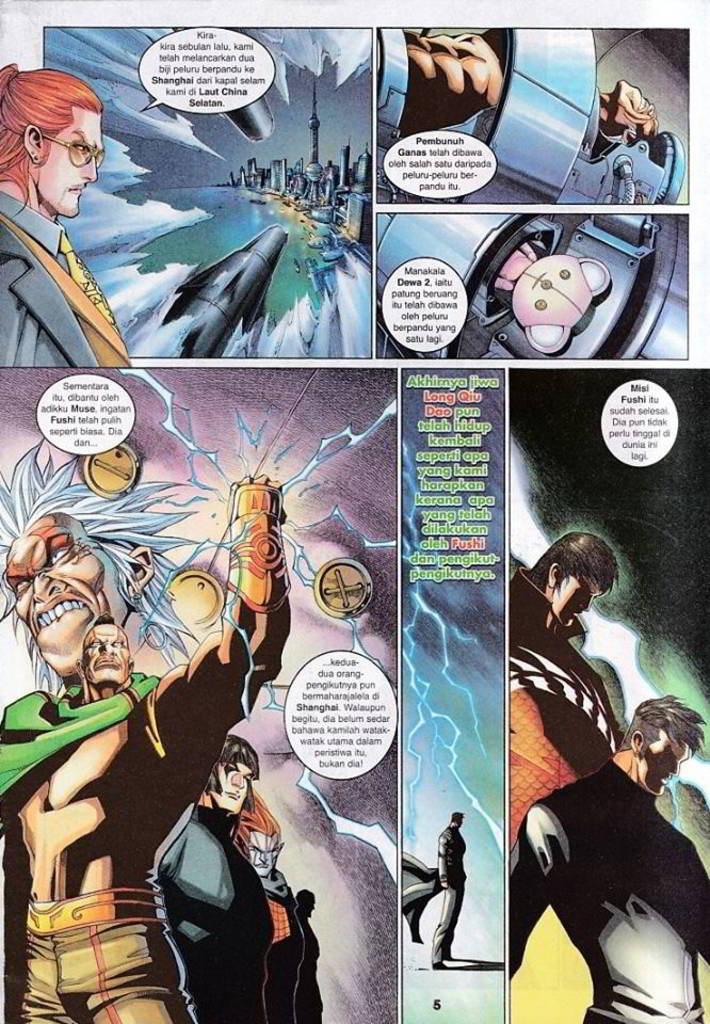 Kira-
kira sebulan lalu, kami
telah melancarkan dua
biji peluru berpandu ke
Shanghai dari kapal selam
kami di Laut China
Selatan.
Pembunuh
Ganas telah dibawa
oleh salah satu daripada
peluru-peluru ber-
pandu itu.
Manakala
Dewa 2, iaitu
patung beruang
itu telah dibawa
oleh peluru
berpandu yang
satu lagi.
Sementara
itu, dibantu oleh
adikku Muse, ingatan
Fushi telah pulih
seperti biasa. Dia
dan...
...kedua-
dua orang-
pengikutnya pun
bermaharajalela di
Shanghai. Walaupun
begitu, dia belum sedar
bahawa kamilah watak-
watak utama dalam
peristiwa itu,
bukan dia!
Akhirnya jiwa
Long Qiu
Dao pun
telah hidup
kembali
seperti apa
yang kami
harapkan
kerana apa
yang telah
dilakukan
oleh Fushi
dan pengikut-
pengikutnya.
Misi
Fushi itu
sudah selesai.
Dia pun tidak
perlu tinggal di
dunia ini
lagi.
5